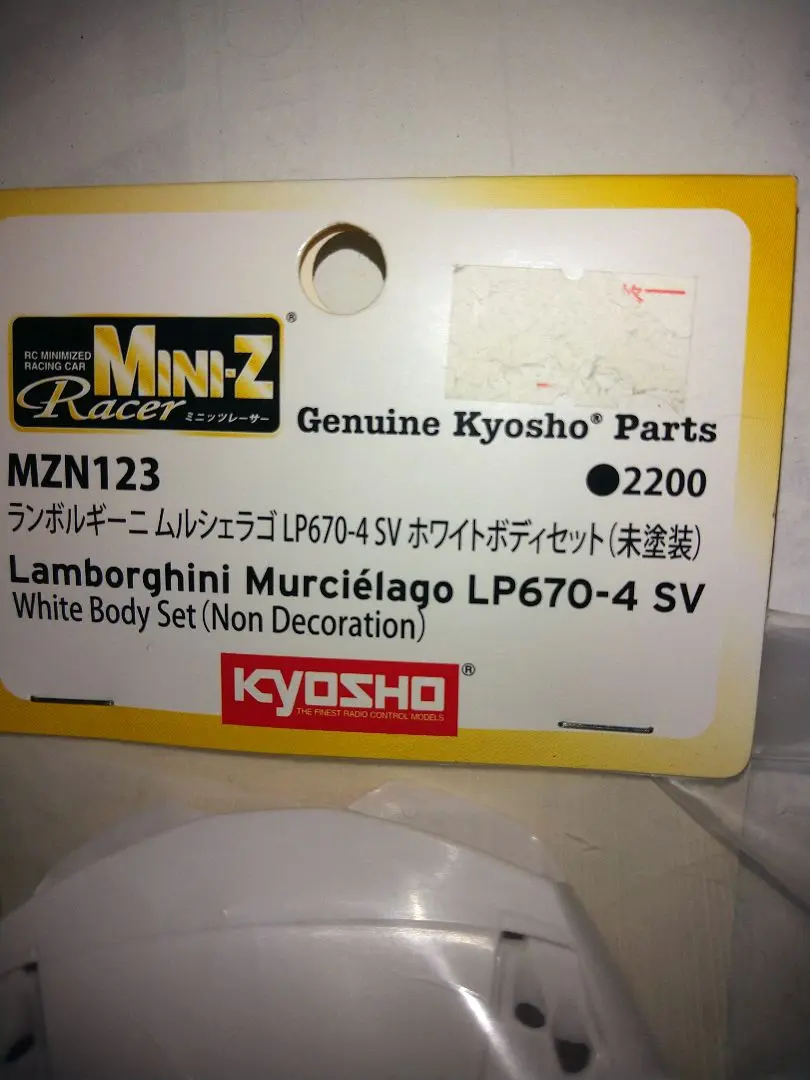 RC MINIMIZED
RACING CAR
MINI-Z
®
Racer
ミニッツレーサー
Genuine Kyosho® Parts
MZN123
●2200
ランボルギーニ ムルシェラゴ LP670-4 SV ホワイトボディセット(未塗装)
Lamborghini Murciélago LP670-4 SV
White Body Set (Non Decoration)
KYOSHO
®
THE FINEST RADIO CONTROL MODELS